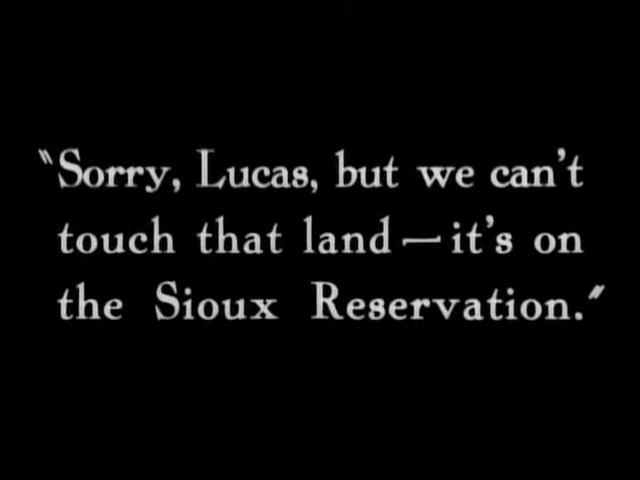 "Sorry, Lucas, but we can't
touch that land — it's on
the Sioux Reservation."